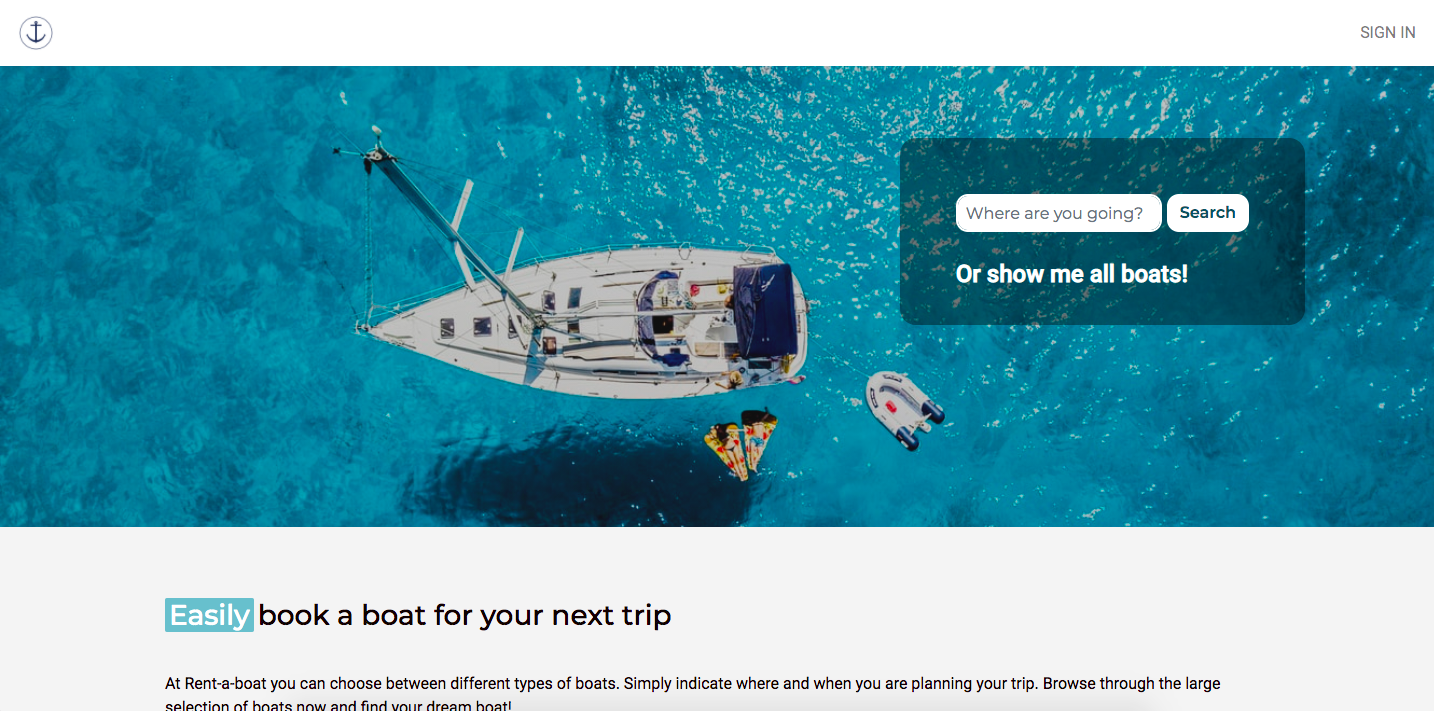 SIGN IN
Where are you going?
Search
Or show me all boats!
Easily book a boat for your next trip
At Rent-a-boat you can choose between different types of boats. Simply indicate where and when you are planning your trip. Browse through the large
selection of boats now and find your dream boat!